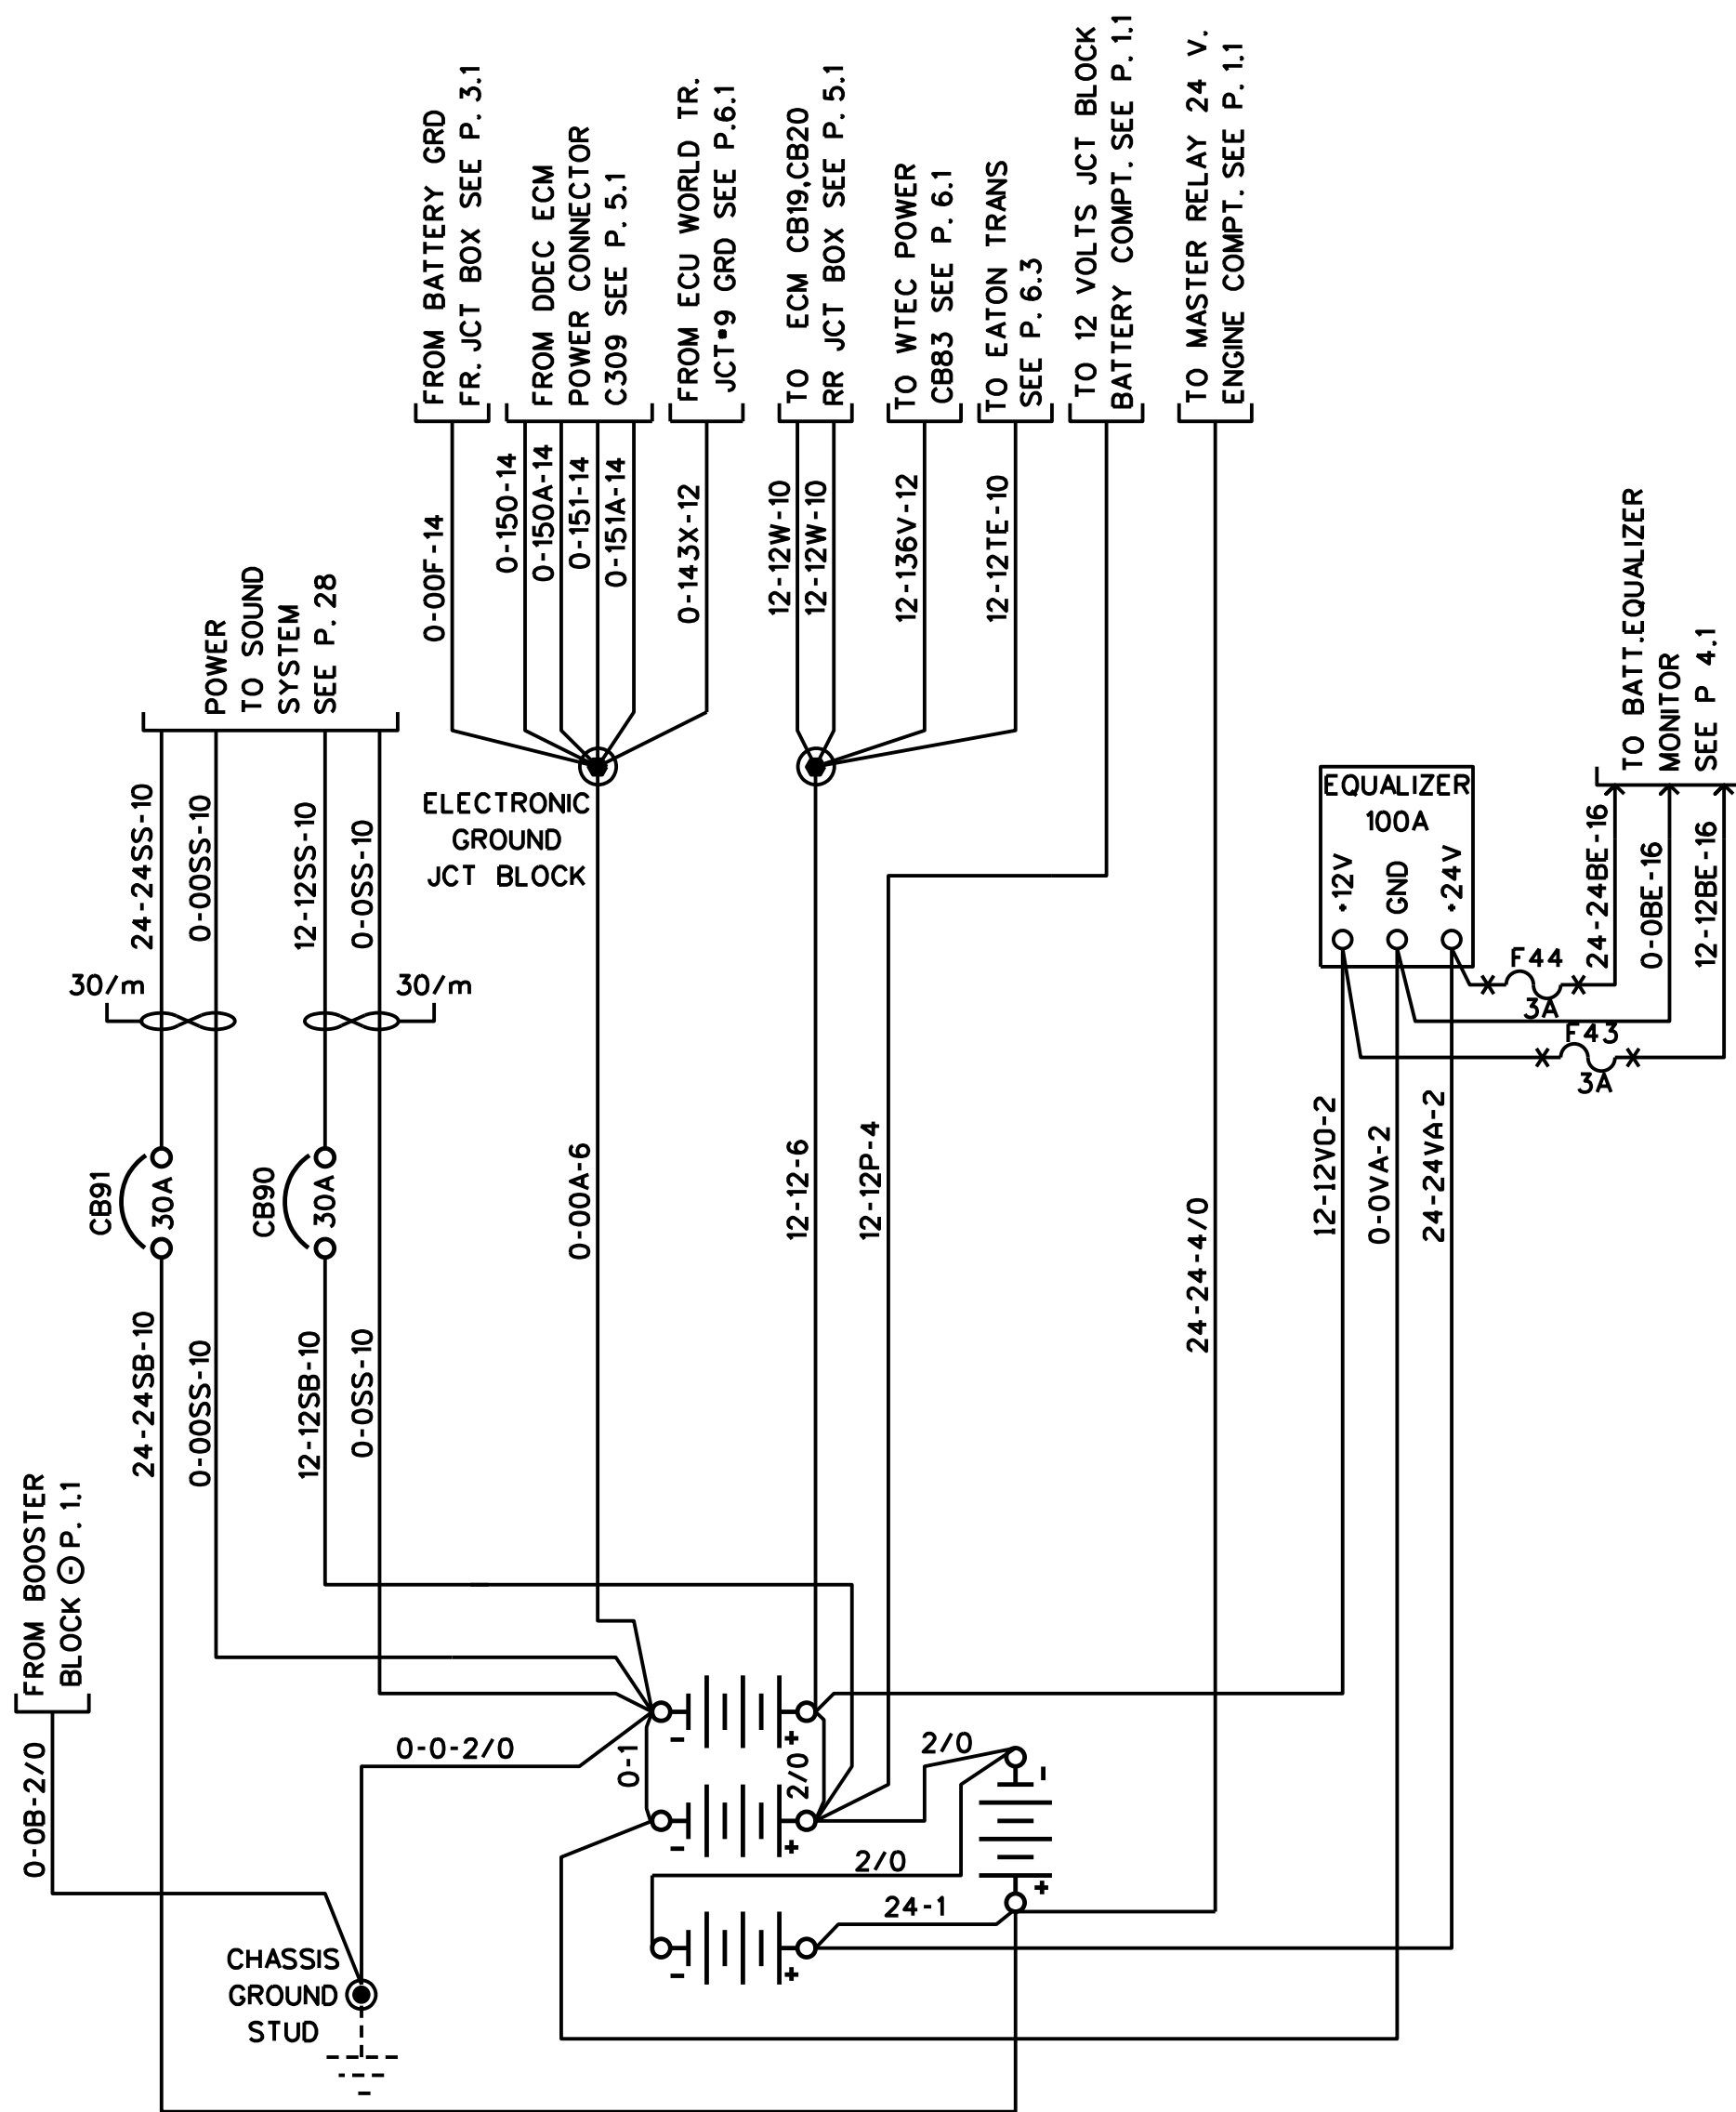 FROM BATTERY GRD
FR. JCT BOX SEE P. 3.1
FROM DDEC ECM
POWER CONNECTOR
C309 SEE P. 5.1
FROM ECU WORLD TR.
JCT•9 GRD SEE P.6.1
TO ECM CB19,CB20
RR JCT BOX SEE P. 5.1
TO WTEC POWER
CB83 SEE P. 6.1
TO EATON TRANS
SEE P. 6.3
TO 12 VOLTS JCT BLOCK
BATTERY COMPT. SEE P. 1.1
TO MASTER RELAY 24 V.
ENGINE COMPT. SEE P. 1.1
0-00F-14
0-150-14
0-150A-14
0-151-14
0-151A-14
0-143X-12
12-12W-10
12-12W-10
12-136V-12
12-12TE-10
POWER
TO SOUND
SYSTEM
SEE P. 28
TO BATT.EQUALIZER
MONITOR
SEE P 4.1
24-24SS-10
0-00SS-10
12-12SS-10
0-0SS-10
ELECTRONIC
GROUND
JCT BLOCK
EQUALIZER
100A
+12V
GND
+24V
24-24BE-16
0-0BE-16
12-12BE-16
F44
3A
F43
3A
30/m
30/m
CB91
30A
CB90
30A
0-00A-6
12-12-6
12-12P-4
24-24-4/0
12-12VO-2
0-0VA-2
24-24VA-2
24-24SB-10
0-00SS-10
12-12SB-10
0-0SS-10
FROM BOOSTER
BLOCK ⊖ P. 1.1
0-0B-2/0
0-0-2/0
0-1
2/0
2/0
2/0
24-1
-
+
-
+
-
+
-
+
CHASSIS
GROUND
STUD